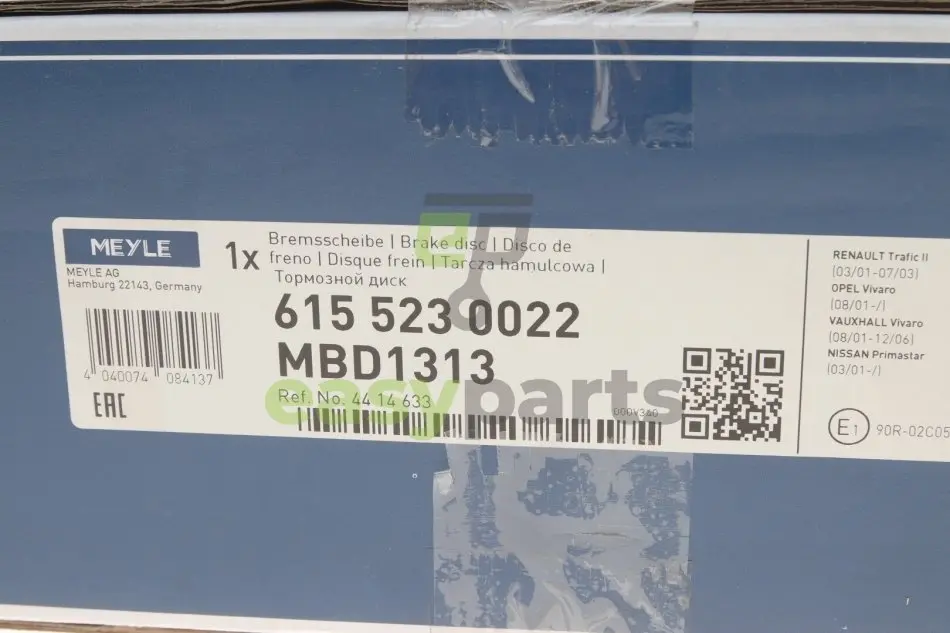 MEYLE
MEYLE AG
Hamburg 22143, Germany
4 040074 084137
EAC
1x
Bremsscheibe | Brake disc | Disco de
freno | Disque frein | Tarcza hamulcowa |
Тормозной диск
615 523 0022
MBD1313
Ref. No: 44 14 633
easyparts
RENAULT Trafic II
(03/01-07/03)
OPEL Vivaro
(08/01-/)
VAUXHALL Vivaro
(08/01-12/06)
NISSAN Primastar
(03/01-/)
E1 90R-02C05